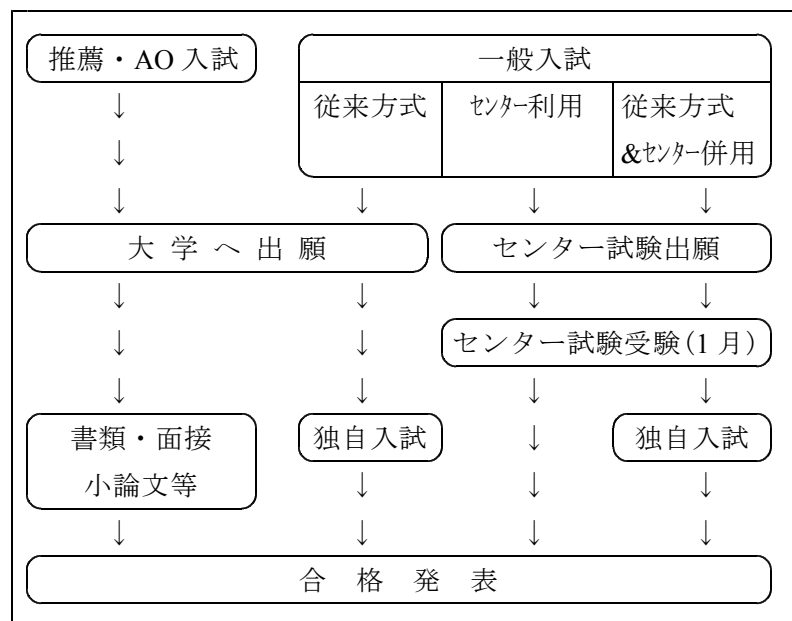 推薦・AO 入試
一般入試
従来方式
ｾﾝﾀｰ利用
従来方式
&ｾﾝﾀｰ併用
↓
↓
↓ ↓ ↓ ↓
大 学 へ 出 願
センター試験出願
↓ ↓ ↓ ↓
↓ ↓
センター試験受験(1 月)
↓ ↓ ↓ ↓
書類・面接
小論文等
独自入試
↓
独自入試
↓ ↓ ↓
↓ ↓ ↓ ↓
合 格 発 表